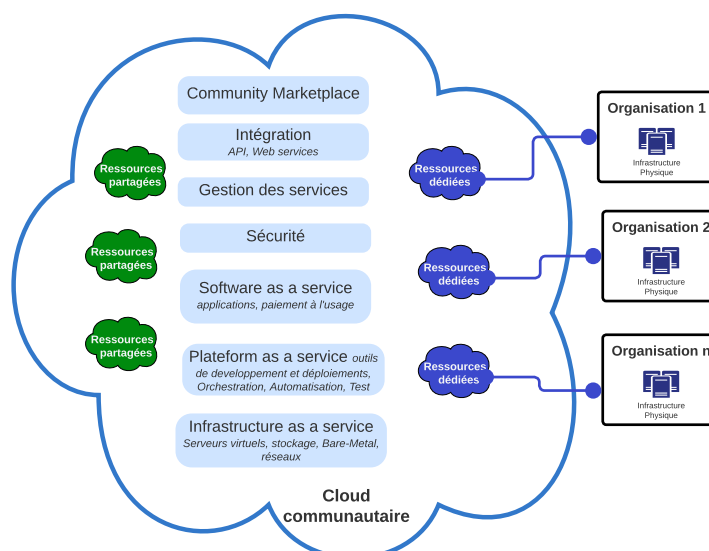 Community Marketplace
Intégration
API, Web services
Gestion des services
Sécurité
Software as a service
applications, paiement à l'usage
Plateform as a service outils
de developpement et déploiements,
Orchestration, Automatisation, Test
Infrastructure as a service
Serveurs virtuels, stockage, Bare-Metal,
réseaux
Ressources
partagées
Ressources
partagées
Ressources
partagées
Ressources
dédiées
Ressources
dédiées
Ressources
dédiées
Organisation 1
Infrastructure
Physique
Organisation 2
Infrastructure
Physique
Organisation n
Infrastructure
Physique
Cloud
communautaire